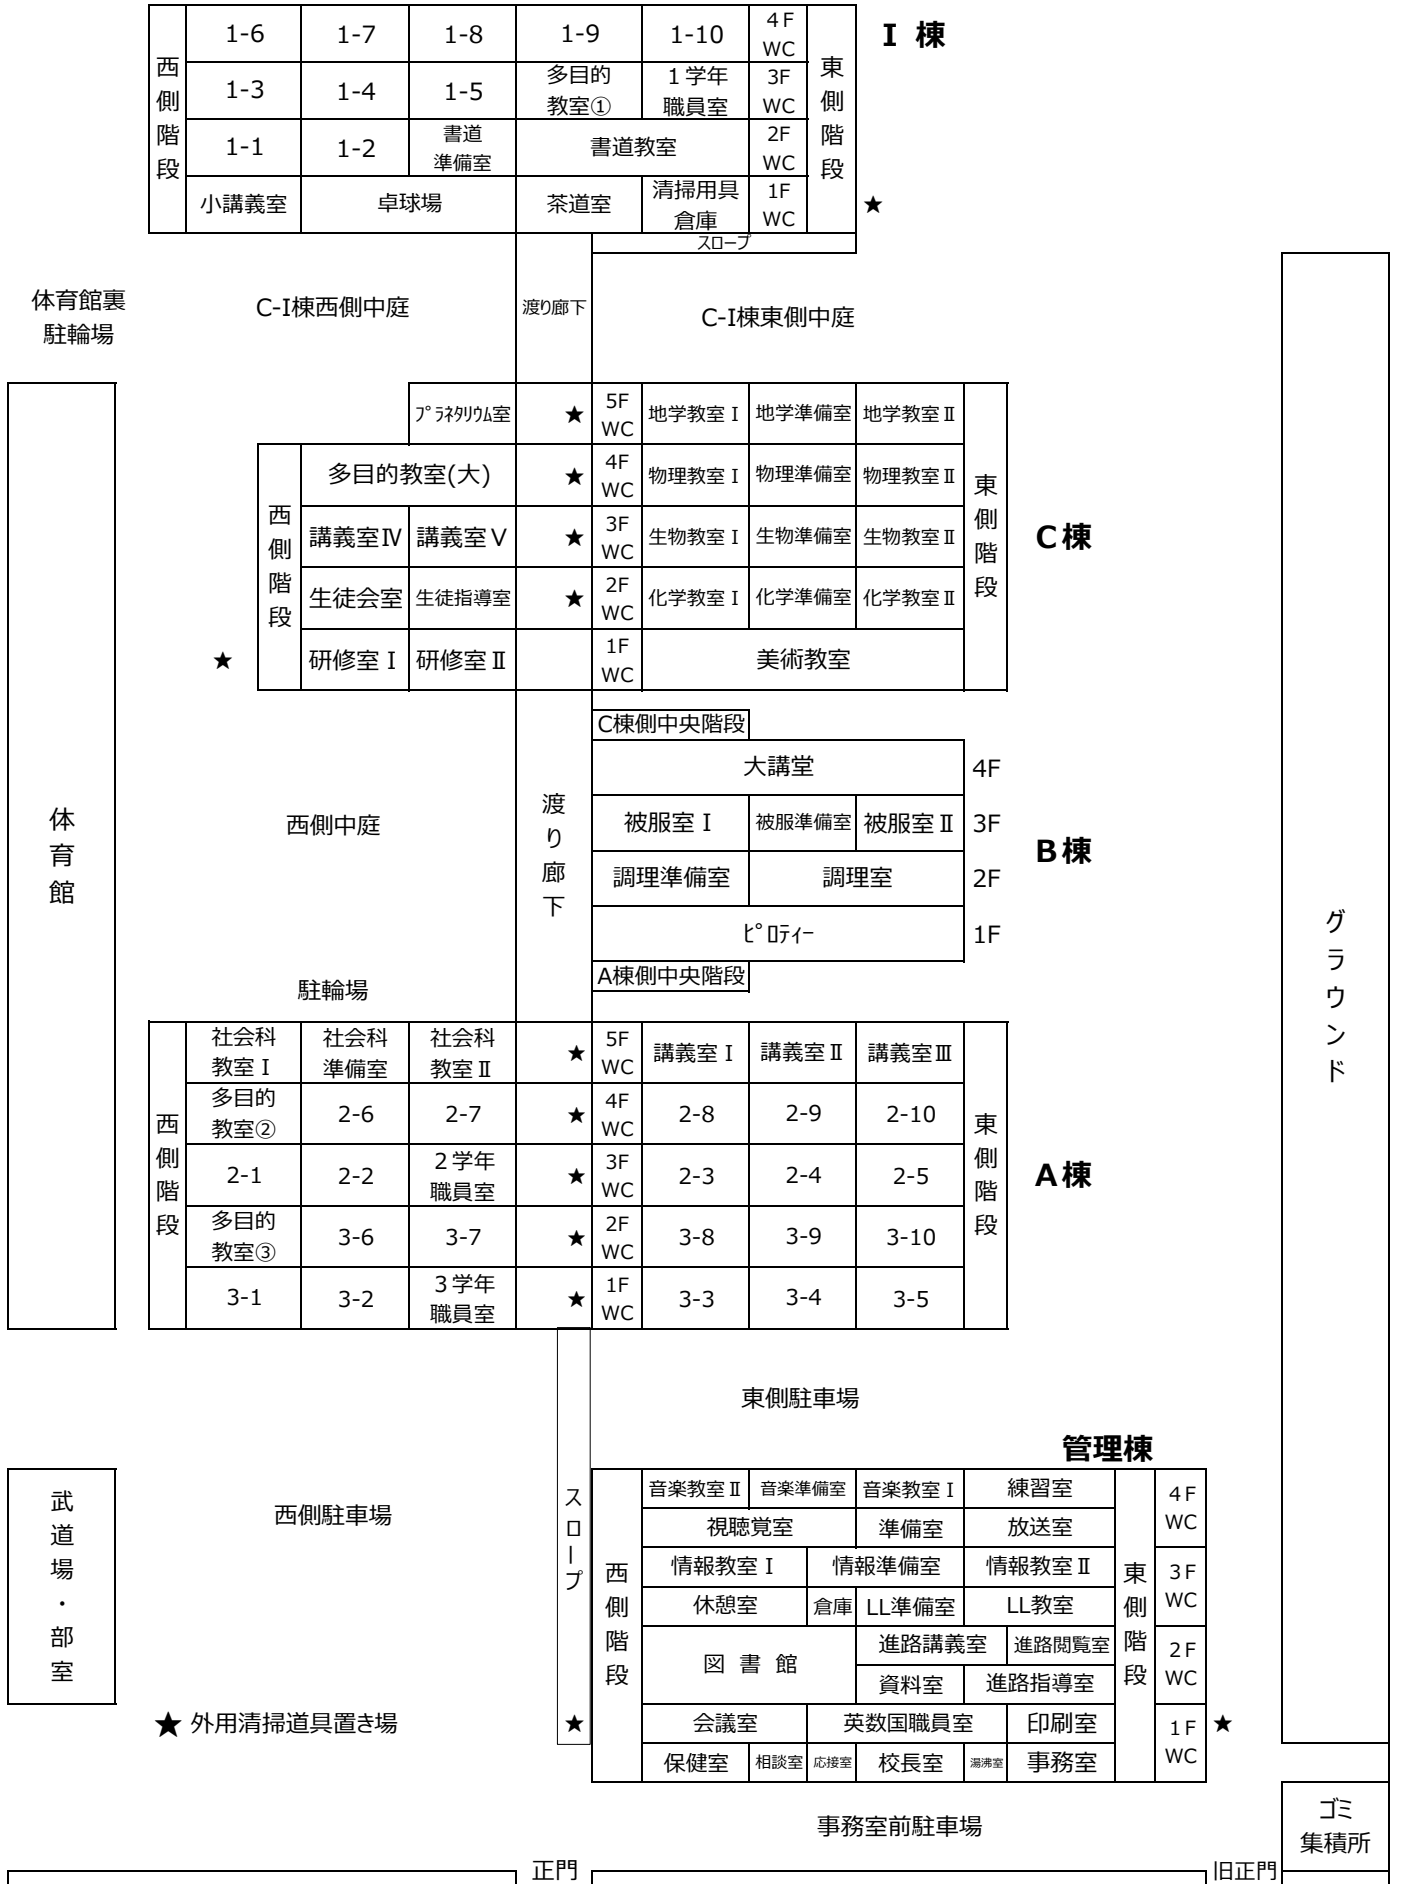 I 棟
1-6 1-7 1-8 1-9 1-10 4F WC
西側階段
1-3 1-4 1-5 多目的教室① 1学年職員室 3F WC
東側階段
1-1 1-2 書道準備室 書道教室 2F WC
小講義室 卓球場 茶道室 清掃用具倉庫 1F WC ★
スロープ
体育館裏
駐輪場
C-I棟西側中庭 渡り廊下 C-I棟東側中庭
プラネタリウム室 ★ 5F WC 地学教室Ⅰ 地学準備室 地学教室Ⅱ
多目的教室(大) ★ 4F WC 物理教室Ⅰ 物理準備室 物理教室Ⅱ
西側階段
東側階段
講義室Ⅳ 講義室Ⅴ ★ 3F WC 生物教室Ⅰ 生物準備室 生物教室Ⅱ
C棟
生徒会室 生徒指導室 ★ 2F WC 化学教室Ⅰ 化学準備室 化学教室Ⅱ
★ 研修室Ⅰ 研修室Ⅱ 1F WC 美術教室
C棟側中央階段
大講堂 4F
体育館
西側中庭
渡り廊下
被服室Ⅰ 被服準備室 被服室Ⅱ 3F
B棟
調理準備室 調理室 2F
ピロティー 1F
グラウンド
A棟側中央階段
駐輪場
社会科教室Ⅰ 社会科準備室 社会科教室Ⅱ ★ 5F WC 講義室Ⅰ 講義室Ⅱ 講義室Ⅲ
多目的教室② 2-6 2-7 ★ 4F WC 2-8 2-9 2-10
西側階段
東側階段
2-1 2-2 2学年職員室 ★ 3F WC 2-3 2-4 2-5
A棟
多目的教室③ 3-6 3-7 ★ 2F WC 3-8 3-9 3-10
3-1 3-2 3学年職員室 ★ 1F WC 3-3 3-4 3-5
東側駐車場
管理棟
武道場・部室
西側駐車場
スロープ
音楽教室Ⅱ 音楽準備室 音楽教室Ⅰ 練習室 4F WC
視聴覚室 準備室 放送室
西側階段
東側階段
情報教室Ⅰ 情報準備室 情報教室Ⅱ 3F WC
休憩室 倉庫 LL準備室 LL教室
図書館 進路講義室 進路閲覧室 2F WC
資料室 進路指導室
★ 外用清掃道具置き場 ★ 会議室 英数国職員室 印刷室 1F WC ★
保健室 相談室 応接室 校長室 湯沸室 事務室
事務室前駐車場
ゴミ
集積所
正門 旧正門